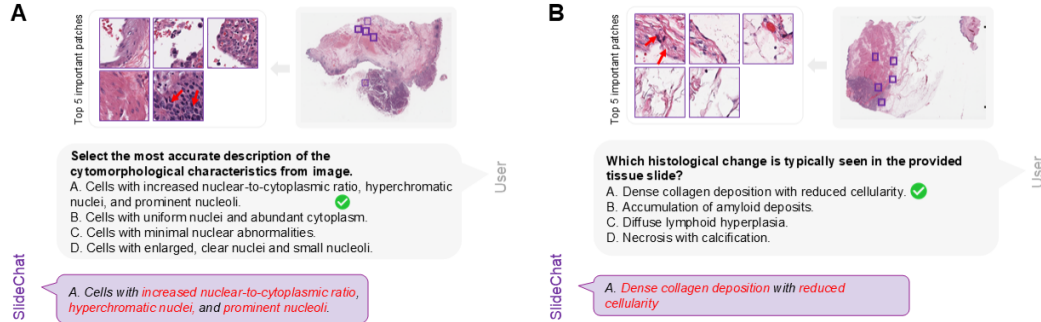 A
Top 5 important patches
Select the most accurate description of the
cytomorphological characteristics from image.
A. Cells with increased nuclear-to-cytoplasmic ratio, hyperchromatic
nuclei, and prominent nucleoli.
B. Cells with uniform nuclei and abundant cytoplasm.
C. Cells with minimal nuclear abnormalities.
D. Cells with enlarged, clear nuclei and small nucleoli.
User
SlideChat
A. Cells with increased nuclear-to-cytoplasmic ratio,
hyperchromatic nuclei, and prominent nucleoli.
B
Top 5 important patches
Which histological change is typically seen in the provided
tissue slide?
A. Dense collagen deposition with reduced cellularity.
B. Accumulation of amyloid deposits.
C. Diffuse lymphoid hyperplasia.
D. Necrosis with calcification.
User
SlideChat
A. Dense collagen deposition with reduced
cellularity